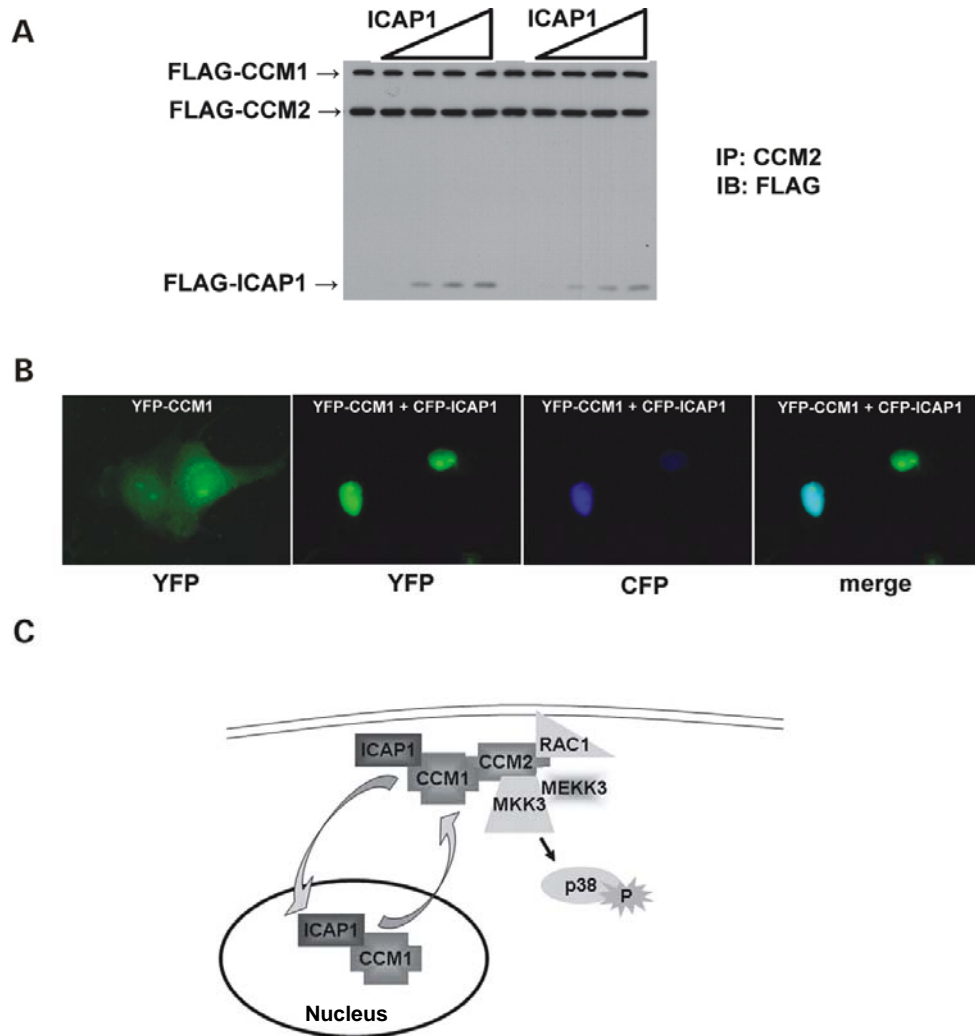 A
ICAP1
ICAP1
FLAG-CCM1 →
FLAG-CCM2 →
IP: CCM2
IB: FLAG
FLAG-ICAP1 →
B
YFP-CCM1
YFP-CCM1 + CFP-ICAP1
YFP-CCM1 + CFP-ICAP1
YFP-CCM1 + CFP-ICAP1
YFP
YFP
CFP
merge
C
ICAP1
CCM1
CCM2
RAC1
MKK3
MEKK3
p38
P
ICAP1
CCM1
Nucleus